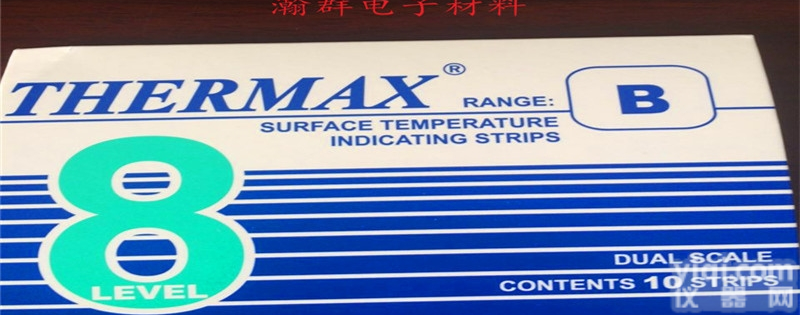 瀚群电子材料
THERMAX®
RANGE: B
SURFACE TEMPERATURE
INDICATING STRIPS
8
LEVEL
DUAL SCALE
CONTENTS 10 STRIPS
yiqi.com
仪器网